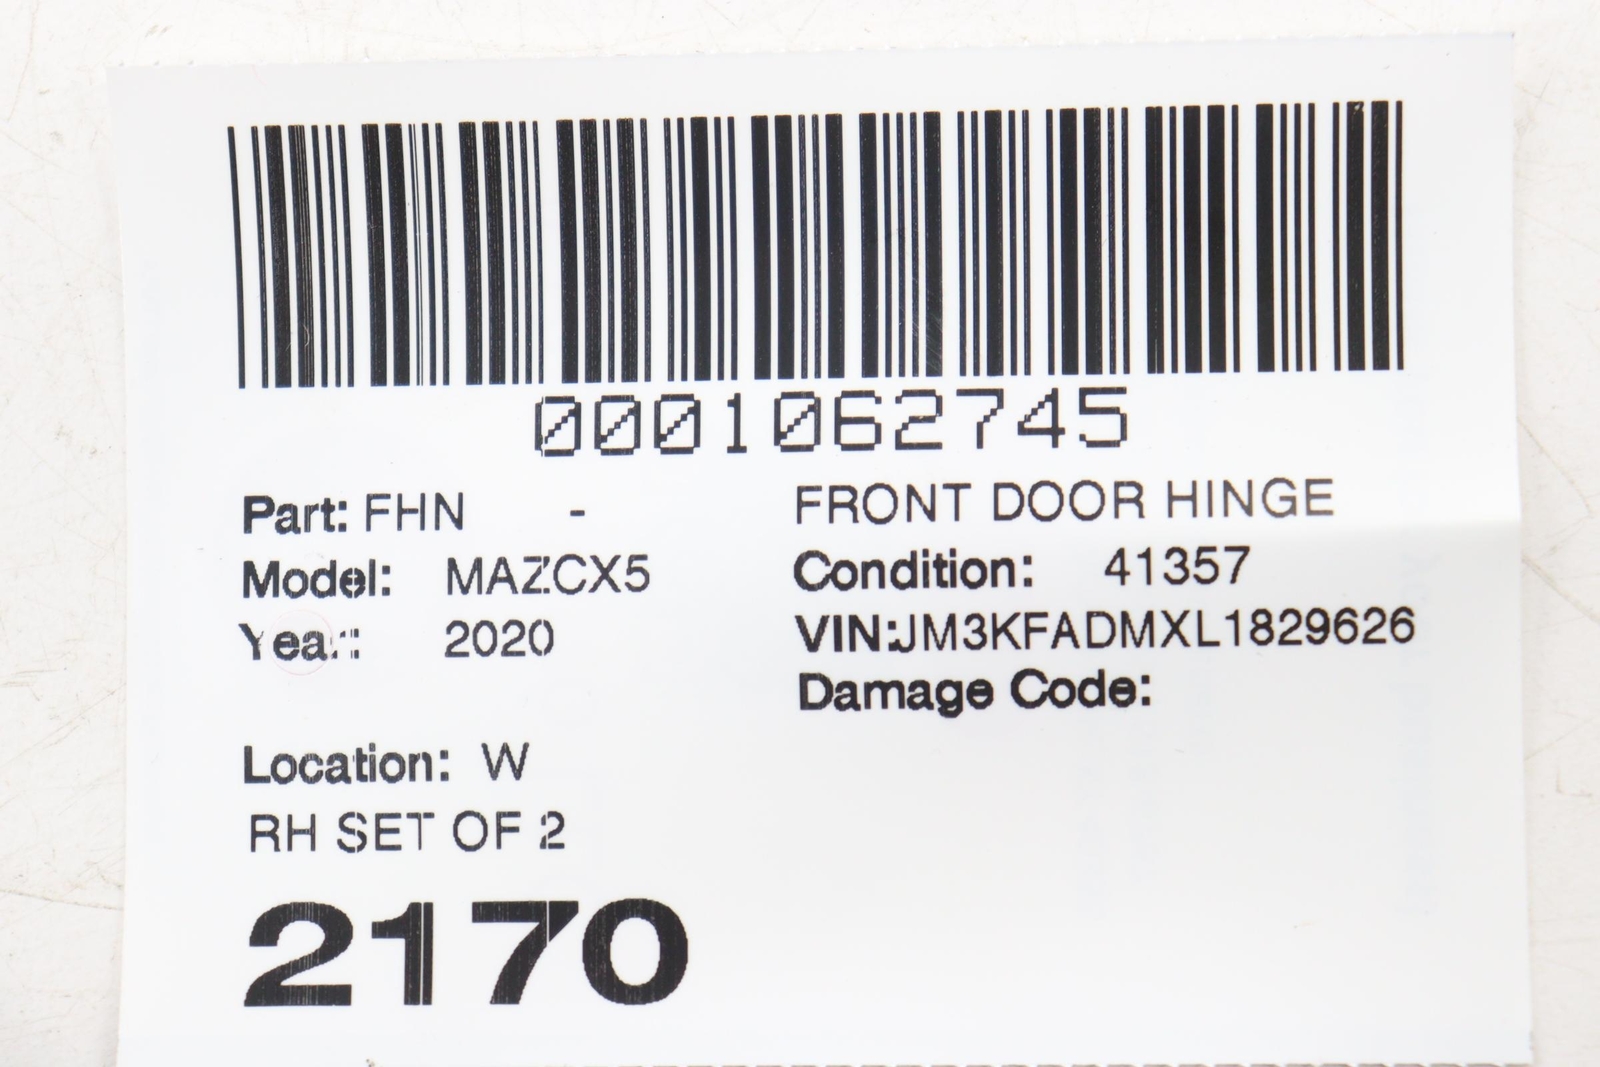 0001062745
Part: FHN - FRONT DOOR HINGE
Model: MAZCX5 Condition: 41357
Year: 2020 VIN:JM3KFADMXL1829626
Damage Code:
Location: W
RH SET OF 2
2170